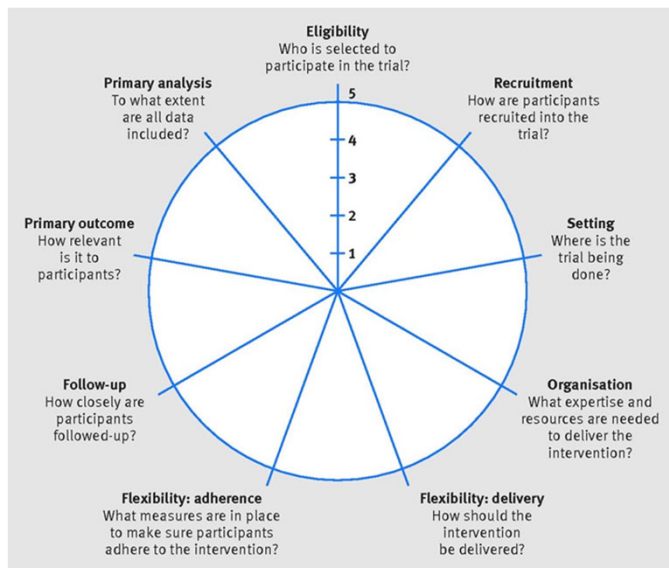 Eligibility
Who is selected to
participate in the trial?
Recruitment
How are participants
recruited into the
trial?
Setting
Where is the
trial being
done?
Organisation
What expertise and
resources are needed
to deliver the
intervention?
Flexibility: delivery
How should the
intervention
be delivered?
Flexibility: adherence
What measures are in place
to make sure participants
adhere to the intervention?
Follow-up
How closely are
participants
followed-up?
Primary outcome
How relevant
is it to
participants?
Primary analysis
To what extent
are all data
included?
5
4
3
2
1